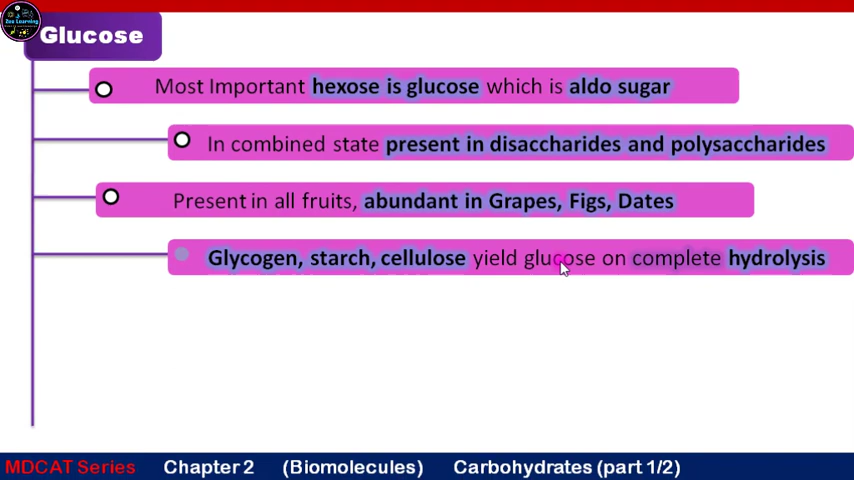 Zoo Learning
Glucose
Most Important hexose is glucose which is aldo sugar
In combined state present in disaccharides and polysaccharides
Present in all fruits, abundant in Grapes, Figs, Dates
Glycogen, starch, cellulose yield glucose on complete hydrolysis
MDCAT Series Chapter 2 (Biomolecules) Carbohydrates (part 1/2)